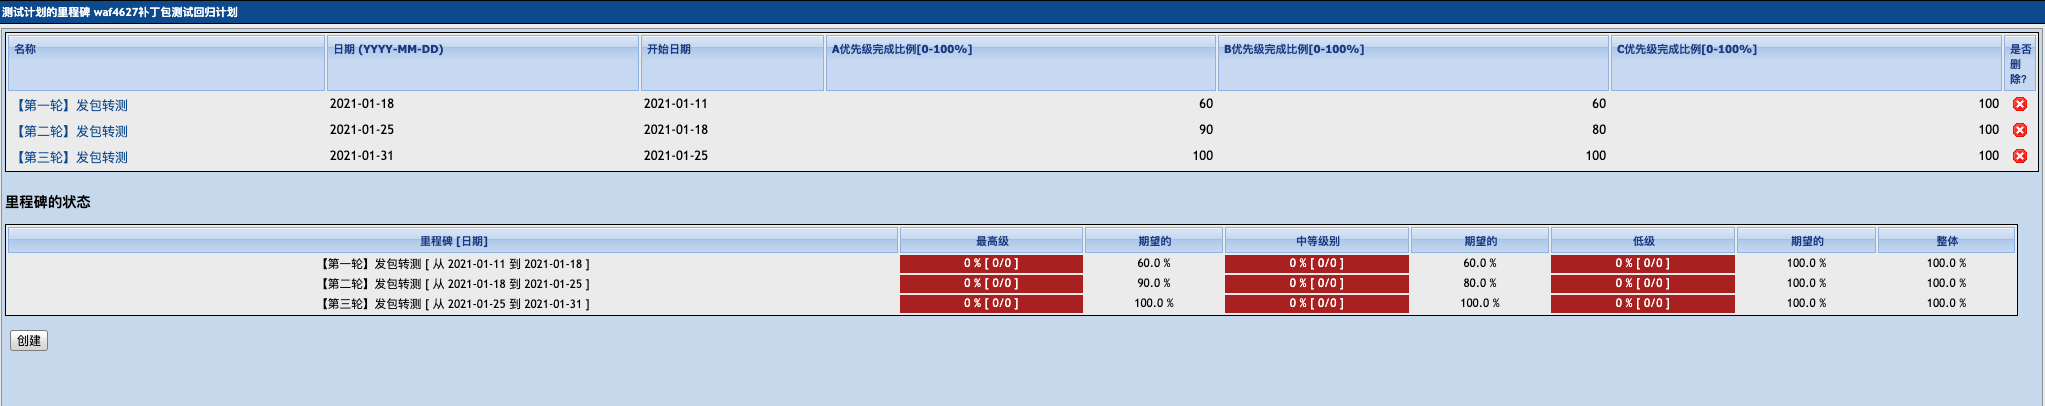 测试计划的里程碑 waf4627补丁包测试回归计划
名称 日期 (YYYY-MM-DD) 开始日期 A优先级完成比例[0-100%] B优先级完成比例[0-100%] C优先级完成比例[0-100%] 是否删除?
【第一轮】发包转测 2021-01-18 2021-01-11 60 60 100
【第二轮】发包转测 2021-01-25 2021-01-18 90 80 100
【第三轮】发包转测 2021-01-31 2021-01-25 100 100 100
里程碑的状态
里程碑 [日期] 最高级 期望的 中等级别 期望的 低级 期望的 整体
【第一轮】发包转测 [ 从 2021-01-11 到 2021-01-18 ] 0 % [ 0/0 ] 60.0 % 0 % [ 0/0 ] 60.0 % 0 % [ 0/0 ] 100.0 % 100.0 %
【第二轮】发包转测 [ 从 2021-01-18 到 2021-01-25 ] 0 % [ 0/0 ] 90.0 % 0 % [ 0/0 ] 80.0 % 0 % [ 0/0 ] 100.0 % 100.0 %
【第三轮】发包转测 [ 从 2021-01-25 到 2021-01-31 ] 0 % [ 0/0 ] 100.0 % 0 % [ 0/0 ] 100.0 % 0 % [ 0/0 ] 100.0 % 100.0 %
创建